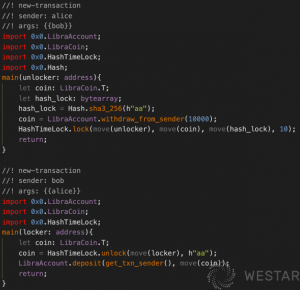 //! new-transaction
//! sender: alice
//! args: {{bob}}
import 0x0.LibraAccount;
import 0x0.LibraCoin;
import 0x0.HashTimeLock;
import 0x0.Hash;
main(unlocker: address){
let coin: LibraCoin.T;
let hash_lock: bytearray;
hash_lock = Hash.sha3_256(h"aa");
coin = LibraAccount.withdraw_from_sender(10000);
HashTimeLock.lock(move(unlocker), move(coin), move(hash_lock), 10);
return;
}
//! new-transaction
//! sender: bob
//! args: {{alice}}
import 0x0.LibraAccount;
import 0x0.LibraCoin;
import 0x0.HashTimeLock;
main(locker: address){
let coin: LibraCoin.T;
coin = HashTimeLock.unlock(move(locker), h"aa");
LibraAccount.deposit(get_txn_sender(), move(coin));
return;
}
WESTAR